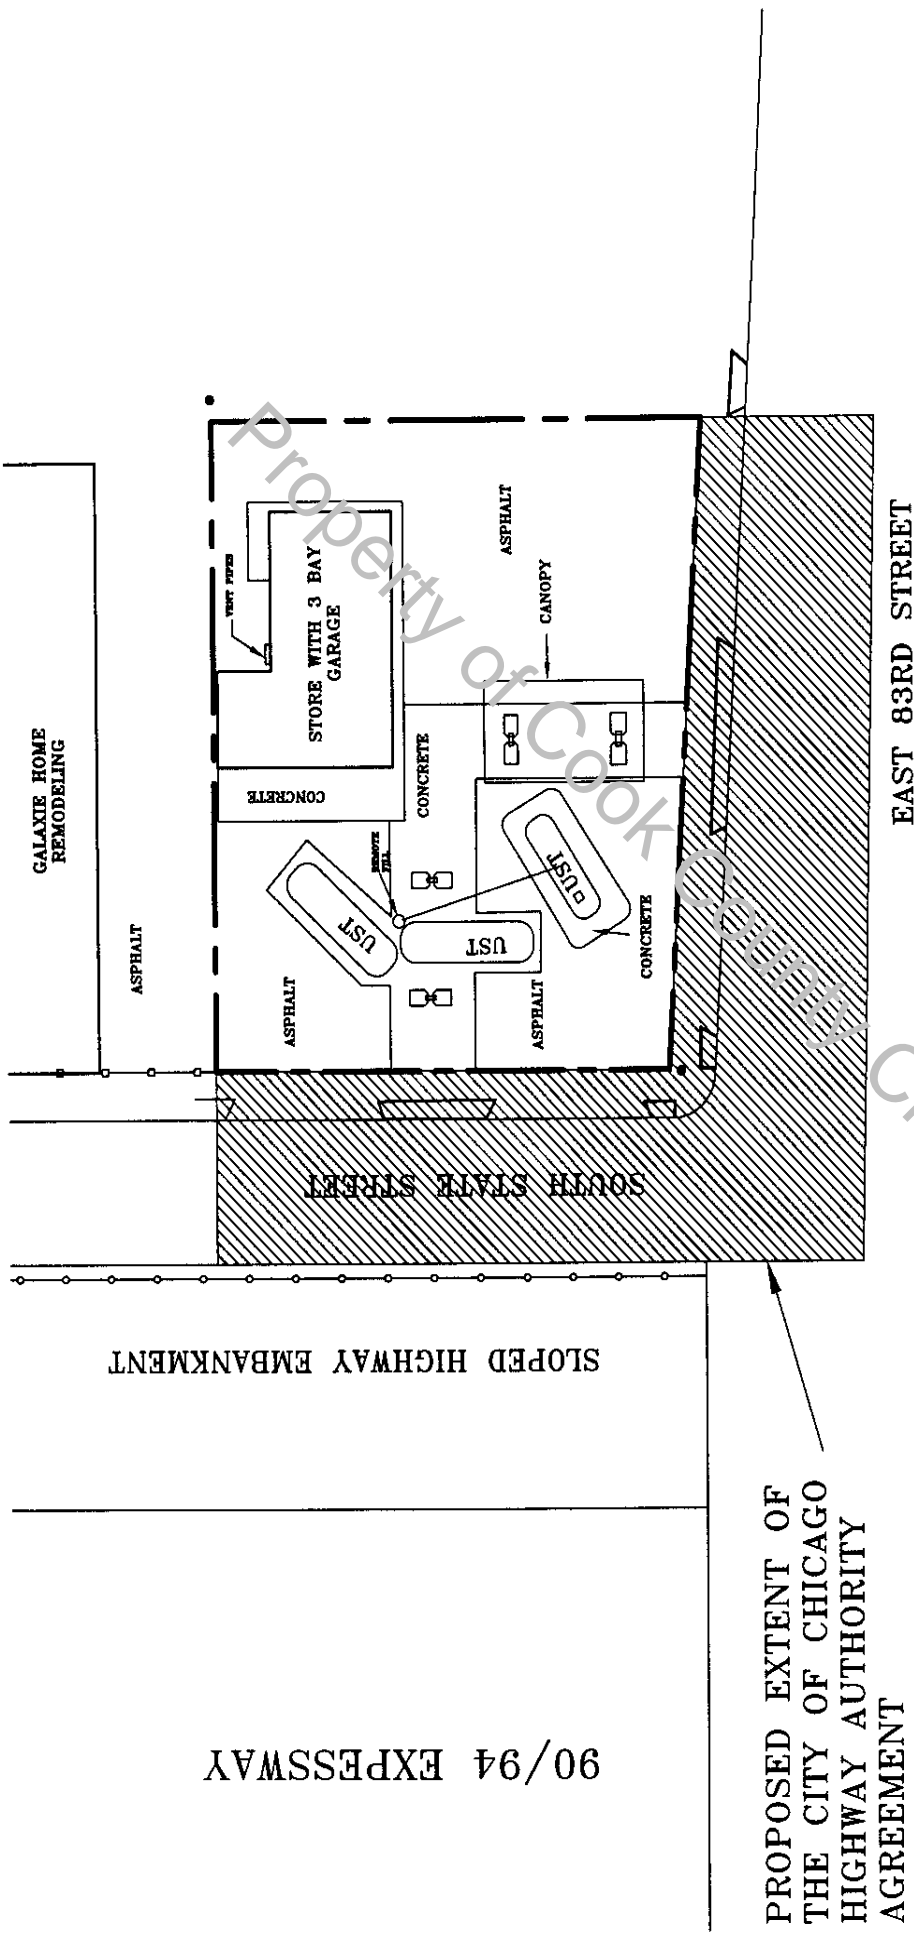 GALAXIE HOME
REMODELING
ASPHALT
VENT PIPES
STORE WITH 3 BAY
GARAGE
CONCRETE
CONCRETE
REMOTE
FILL
ASPHALT
CANOPY
UST
UST
UST
CONCRETE
ASPHALT
ASPHALT
EAST 83RD STREET
SOUTH STATE STREET
SLOPED HIGHWAY EMBANKMENT
90/94 EXPESSWAY
PROPOSED EXTENT OF
THE CITY OF CHICAGO
HIGHWAY AUTHORITY
AGREEMENT
Property of Cook County C